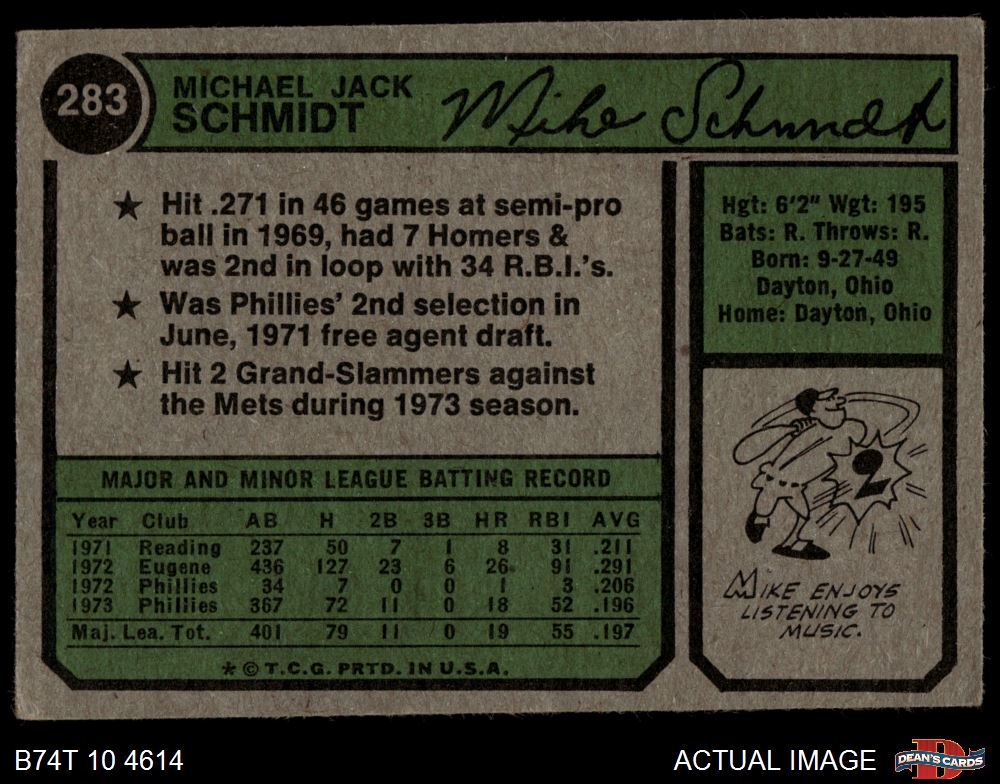 283
MICHAEL JACK
SCHMIDT
Mike Schmidt
★ Hit .271 in 46 games at semi-pro
ball in 1969, had 7 Homers &
was 2nd in loop with 34 R.B.I.'s.
★ Was Phillies' 2nd selection in
June, 1971 free agent draft.
★ Hit 2 Grand-Slammers against
the Mets during 1973 season.
MAJOR AND MINOR LEAGUE BATTING RECORD
Year Club AB H 2B 3B HR RBI AVG
1971 Reading 237 50 7 1 8 31 .211
1972 Eugene 436 127 23 6 26 91 .291
1972 Phillies 34 7 0 0 1 3 .206
1973 Phillies 367 72 11 0 18 52 .196
Maj. Lea. Tot. 401 79 11 0 19 55 .197
* © T.C.G. PRTD. IN U.S.A.
Hgt: 6'2" Wgt: 195
Bats: R. Throws: R.
Born: 9-27-49
Dayton, Ohio
Home: Dayton, Ohio
2
MIKE ENJOYS
LISTENING TO
MUSIC.
B74T 10 4614
ACTUAL IMAGE
D
DEAN'S CARDS